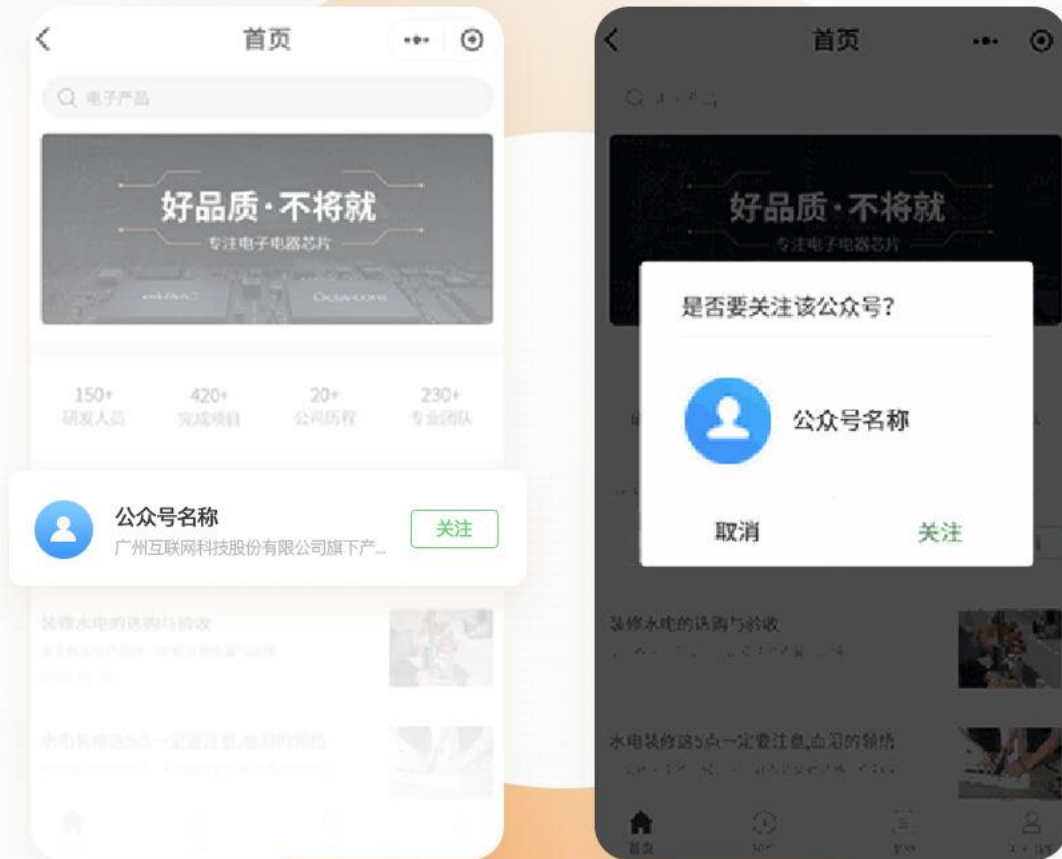 首页
电子产品
好品质·不将就
专注电子电器芯片
eMMC Octa-core
150+ 420+ 20+ 230+
研发人员 完成项目 公司历程 专业团队
公众号名称
广州互联网科技股份有限公司旗下产...
关注
装修水电的选购与验收
水电装修这5点一定要注意,血泪的领悟
首页
好品质·不将就
专注电子电器芯片
是否要关注该公众号?
公众号名称
取消 关注
装修水电的选购与验收
水电装修这5点一定要注意,血泪的领悟
首页